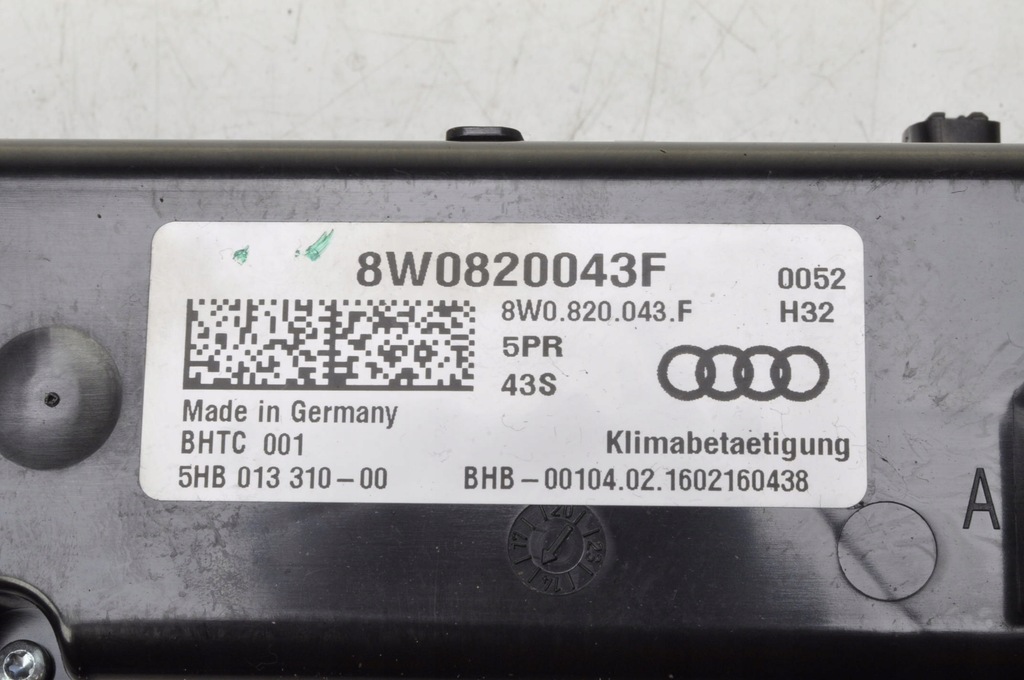 8W0820043F
0052
8W0.820.043.F
H32
5PR
43S
Made in Germany
BHTC 001
Klimabetaetigung
5HB 013 310-00
BHB-00104.02.1602160438
A
20